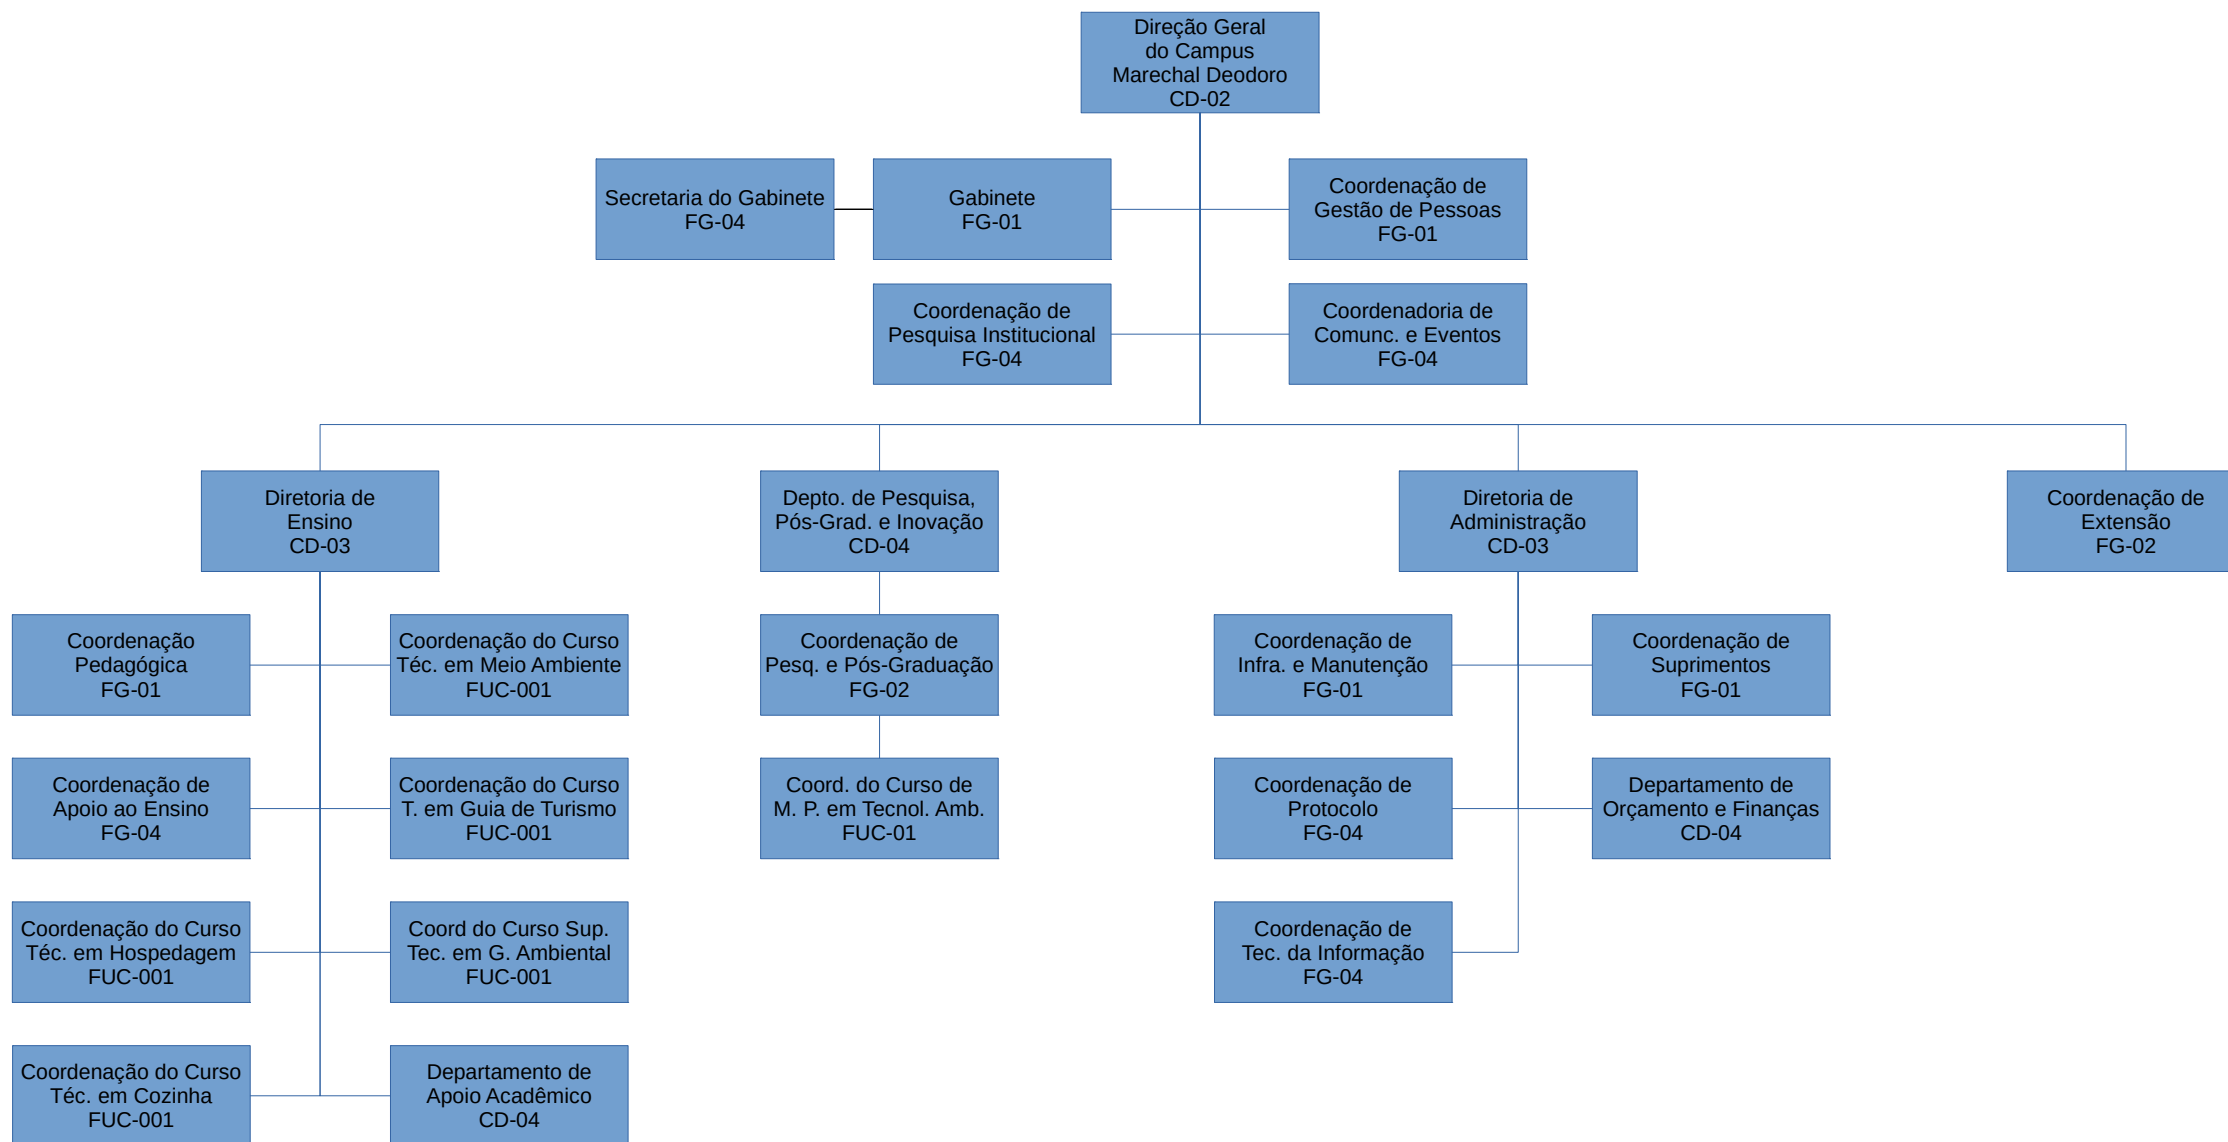 Direção Geral
do Campus
Marechal Deodoro
CD-02
Secretaria do Gabinete
FG-04
Gabinete
FG-01
Coordenação de
Gestão de Pessoas
FG-01
Coordenação de
Pesquisa Institucional
FG-04
Coordenadoria de
Comunc. e Eventos
FG-04
Diretoria de
Ensino
CD-03
Depto. de Pesquisa,
Pós-Grad. e Inovação
CD-04
Diretoria de
Administração
CD-03
Coordenação de
Extensão
FG-02
Coordenação
Pedagógica
FG-01
Coordenação do Curso
Téc. em Meio Ambiente
FUC-001
Coordenação de
Pesq. e Pós-Graduação
FG-02
Coordenação de
Infra. e Manutenção
FG-01
Coordenação de
Suprimentos
FG-01
Coordenação de
Apoio ao Ensino
FG-04
Coordenação do Curso
T. em Guia de Turismo
FUC-001
Coord. do Curso de
M. P. em Tecnol. Amb.
FUC-01
Coordenação de
Protocolo
FG-04
Departamento de
Orçamento e Finanças
CD-04
Coordenação do Curso
Téc. em Hospedagem
FUC-001
Coord do Curso Sup.
Tec. em G. Ambiental
FUC-001
Coordenação de
Tec. da Informação
FG-04
Coordenação do Curso
Téc. em Cozinha
FUC-001
Departamento de
Apoio Acadêmico
CD-04